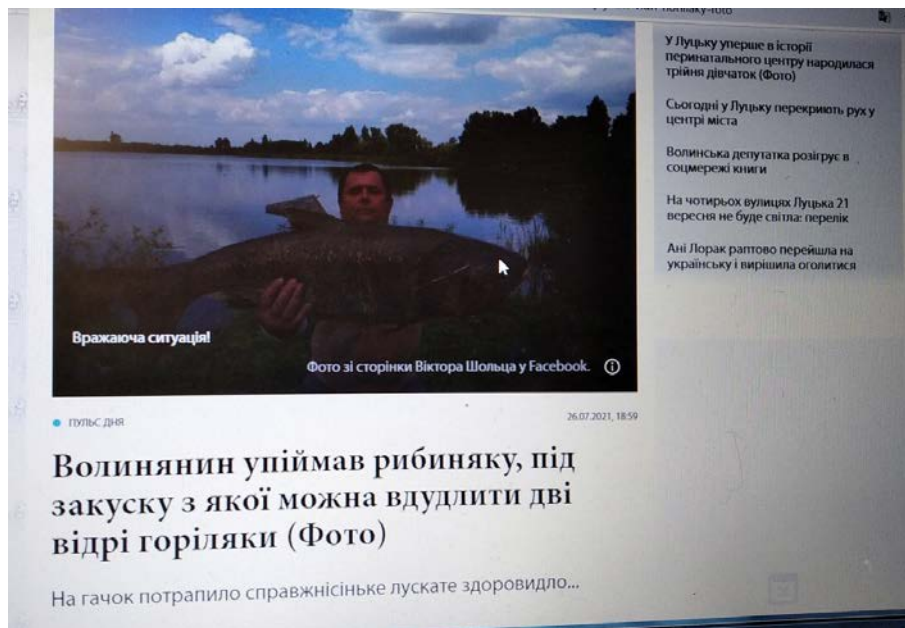 Вражаюча ситуація!
Фото зі сторінки Віктора Шольца у Facebook.
ПУЛЬС ДНЯ
26.07.2021, 18:59
Волинянин упіймав рибиняку, під
закуску з якої можна вдудлити дві
відрі горіляки (Фото)
На гачок потрапило справжнісіньке лускате здоровидло...
У Луцьку уперше в історії
перинатального центру народилася
трійня дівчаток (Фото)
Сьогодні у Луцьку перекриють рух у
центрі міста
Волинська депутатка розігрує в
соцмережі книги
На чотирьох вулицях Луцька 21
вересня не буде світла: перелік
Ані Лорак раптово перейшла на
українську і вирішила оголитися